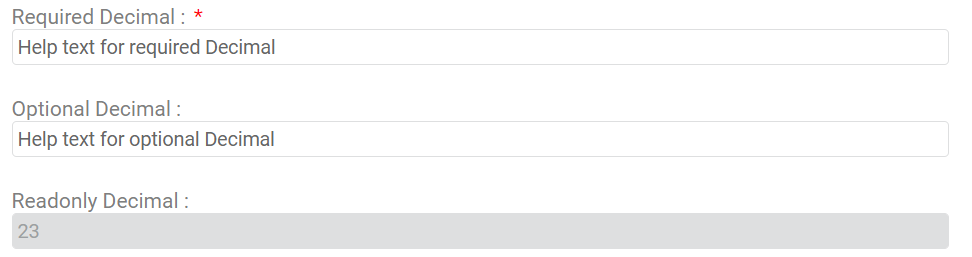 Required Decimal : *
Help text for required Decimal
Optional Decimal :
Help text for optional Decimal
Readonly Decimal :
23